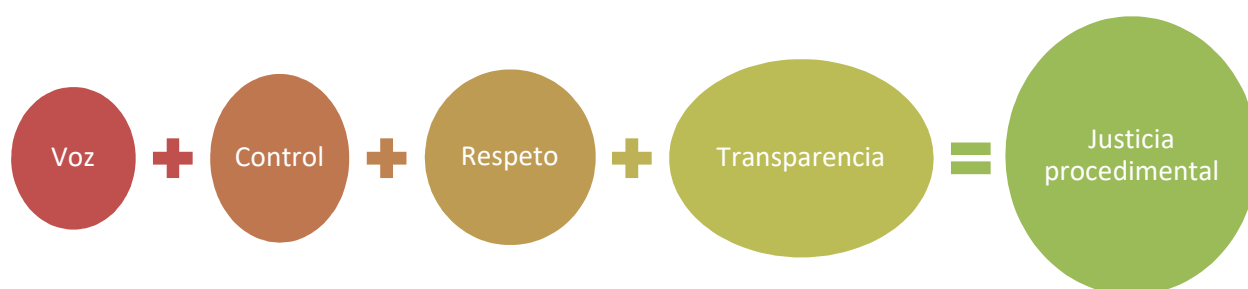 Voz
Control
Respeto
Transparencia
Justicia
procedimental